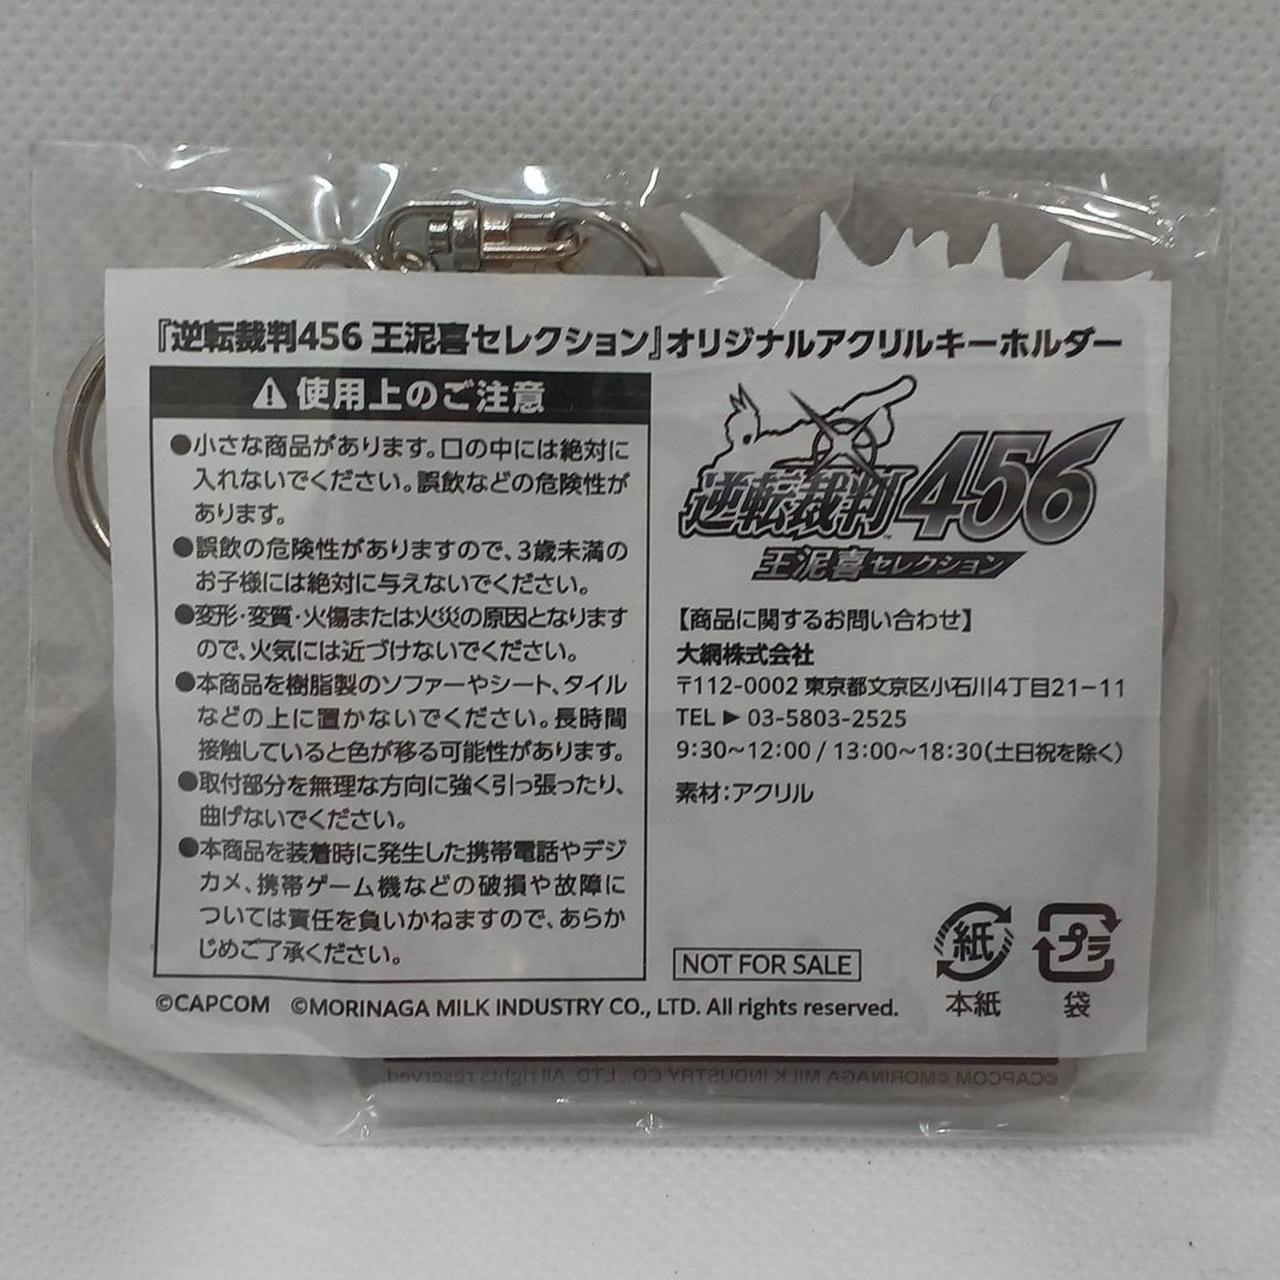 『逆転裁判456 王泥喜セレクション』オリジナルアクリルキーホルダー
⚠使用上のご注意
●小さな商品があります。口の中には絶対に
入れないでください。誤飲などの危険性が
あります。
●誤飲の危険性がありますので、3歳未満の
お子様には絶対に与えないでください。
●変形・変質・火傷または火災の原因となります
ので、火気には近づけないでください。
●本商品を樹脂製のソファーやシート、タイル
などの上に置かないでください。長時間
接触していると色が移る可能性があります。
●取付部分を無理な方向に強く引っ張ったり、
曲げないでください。
●本商品を装着時に発生した携帯電話やデジ
カメ、携帯ゲーム機などの破損や故障に
ついては責任を負いかねますので、あらか
じめご了承ください。
逆転裁判456
王泥喜セレクション
【商品に関するお問い合わせ】
大網株式会社
〒112-0002 東京都文京区小石川4丁目21−11
TEL ▶ 03-5803-2525
9:30〜12:00 / 13:00〜18:30(土日祝を除く)
素材:アクリル
NOT FOR SALE
紙
本紙
プラ
袋
©CAPCOM ©MORINAGA MILK INDUSTRY CO., LTD. All rights reserved.
©CAPCOM ©MORINAGA MILK INDUSTRY CO., LTD. All rights reserved.